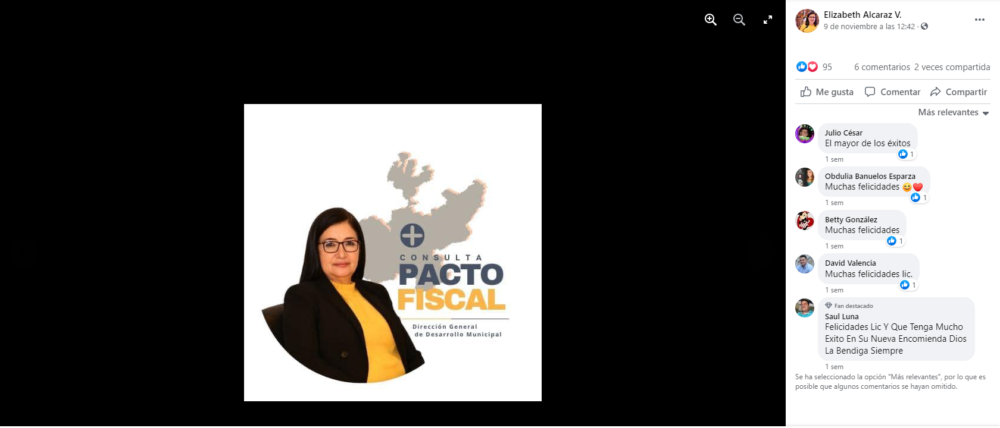 CONSULTA
PACTO
FISCAL
Dirección General
de Desarrollo Municipal
Elizabeth Alcaraz V.
9 de noviembre a las 12:42 ·
95 6 comentarios 2 veces compartida
Me gusta Comentar Compartir
Más relevantes
Julio César
El mayor de los éxitos
1
1 sem
Obdulia Banuelos Esparza
Muchas felicidades 😊❤️
1
1 sem
Betty González
Muchas felicidades
1
1 sem
David Valencia
Muchas felicidades lic.
1
1 sem
Fan destacado
Saul Luna
Felicidades Lic Y Que Tenga Mucho
Exito En Su Nueva Encomienda Dios
La Bendiga Siempre
1 sem
Se ha seleccionado la opción "Más relevantes", por lo que es
posible que algunos comentarios se hayan omitido.